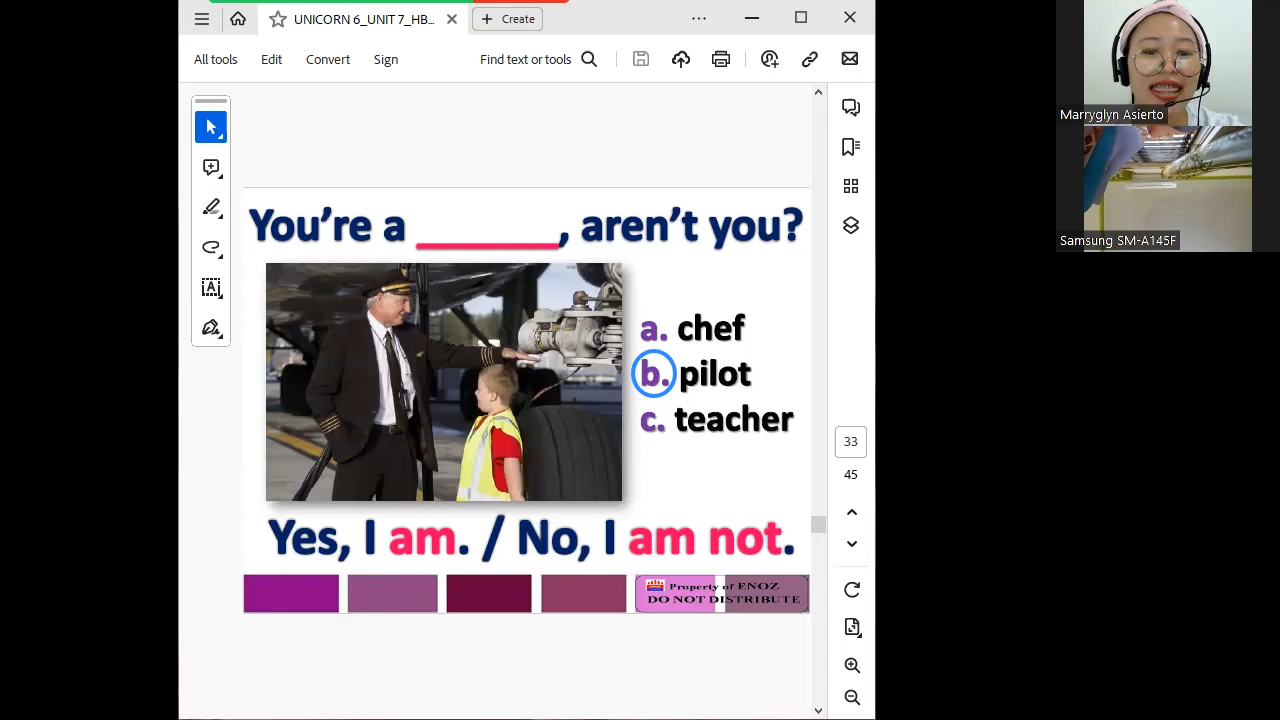 UNICORN 6_UNIT 7_HB...
Create
All tools
Edit
Convert
Sign
Find text or tools
Marryglyn Asierto
Samsung SM-A145F
You're a ________, aren't you?
a. chef
b. pilot
c. teacher
33
45
Yes, I am. / No, I am not.
Property of ENOZ
DO NOT DISTRIBUTE